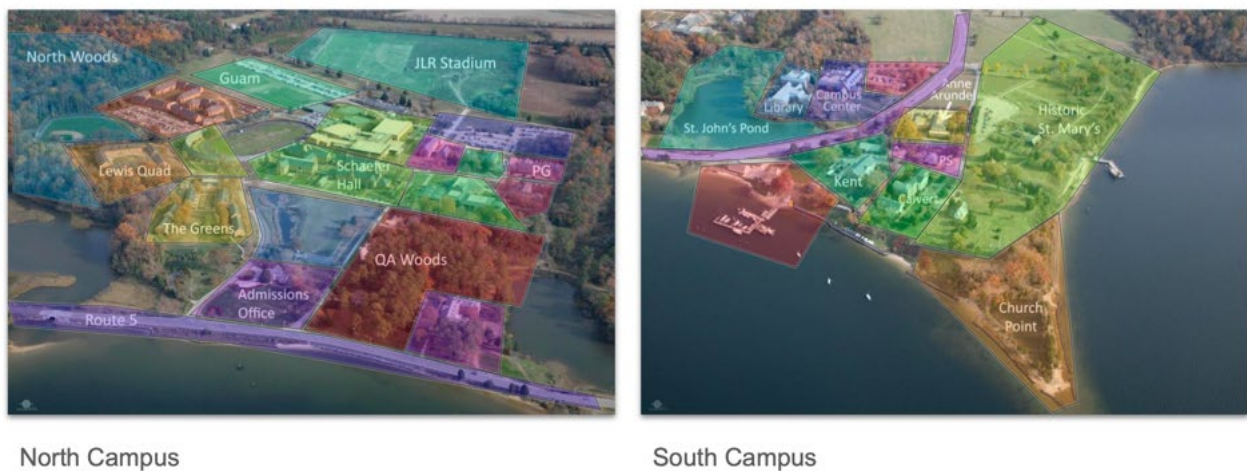 North Woods
Guam
JLR Stadium
Lewis Quad
Schaefer
Hall
PG
The Greens
QA Woods
Admissions
Office
Route 5
Library
Campus
Center
Anne
Arundel
St. John's Pond
Historic
St. Mary's
Kent
PS
Calvert
Church
Point
North Campus
South Campus